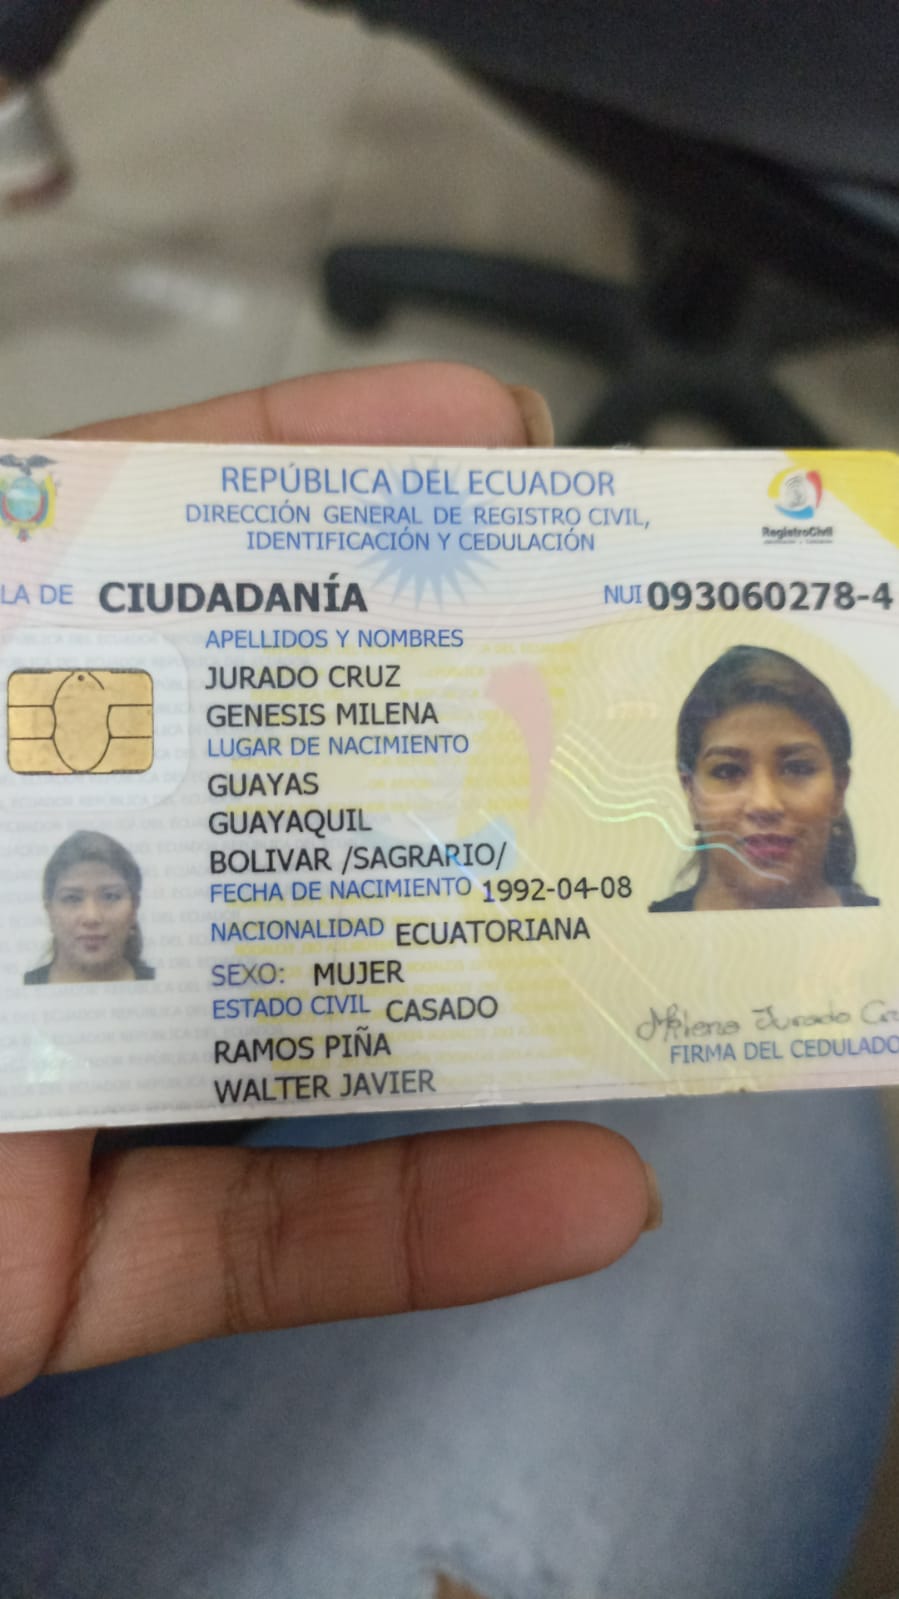 REPÚBLICA DEL ECUADOR
DIRECCIÓN GENERAL DE REGISTRO CIVIL,
IDENTIFICACIÓN Y CEDULACIÓN
RegistroCivil
LA DE CIUDADANÍA
NUI 093060278-4
APELLIDOS Y NOMBRES
JURADO CRUZ
GENESIS MILENA
LUGAR DE NACIMIENTO
GUAYAS
GUAYAQUIL
BOLIVAR /SAGRARIO/
FECHA DE NACIMIENTO 1992-04-08
NACIONALIDAD ECUATORIANA
SEXO: MUJER
ESTADO CIVIL CASADO
RAMOS PIÑA
WALTER JAVIER
Milena Jurado Cr
FIRMA DEL CEDULADO